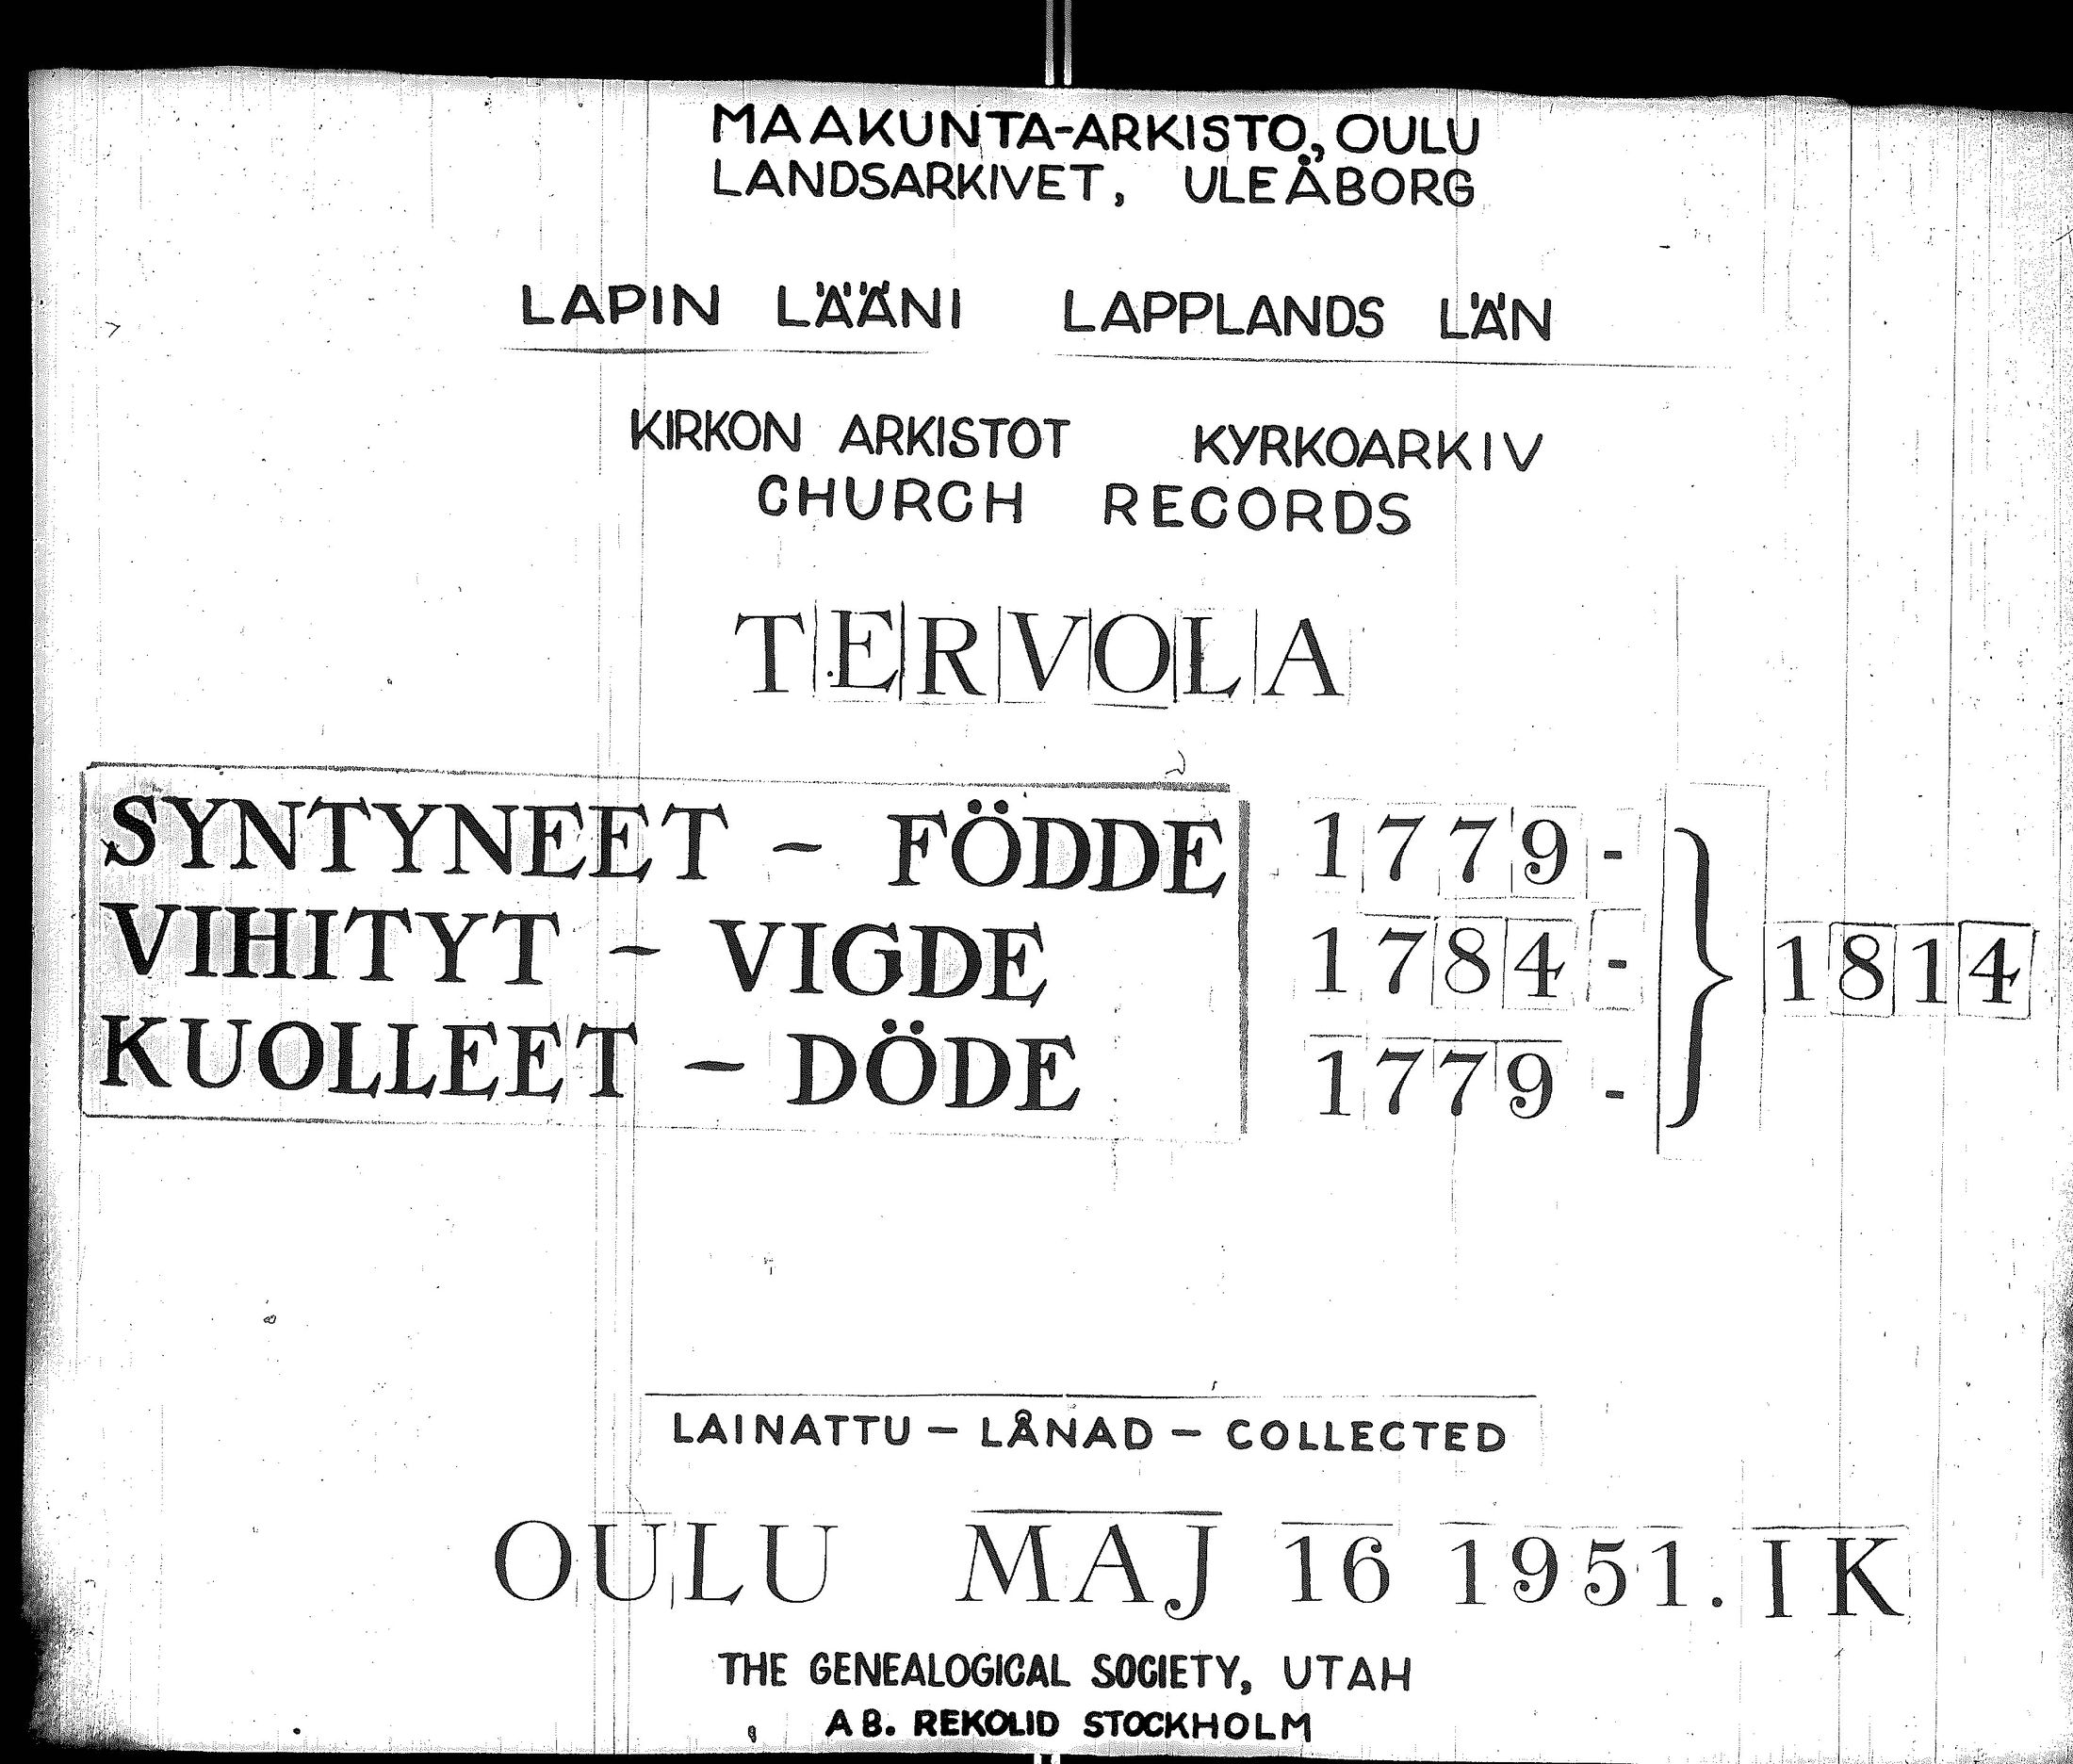 MAAKUNTA-ARKISTO, OULU
LANDSARKIVET, ULEÅBORG
LAPIN LÄÄNI LAPPLANDS LÄN
KIRKON ARKISTOT KYRKOARKIV
CHURCH RECORDS
TERVOLA
SYNTYNEET - FÖDDE 1779 -
VIHITYT - VIGDE 1784 - } 1814
KUOLLEET - DÖDE 1779 -
LAINATTU - LÅNAD - COLLECTED
OULU MAJ 16 1951. IK
THE GENEALOGICAL SOCIETY, UTAH
AB. REKOLID STOCKHOLM